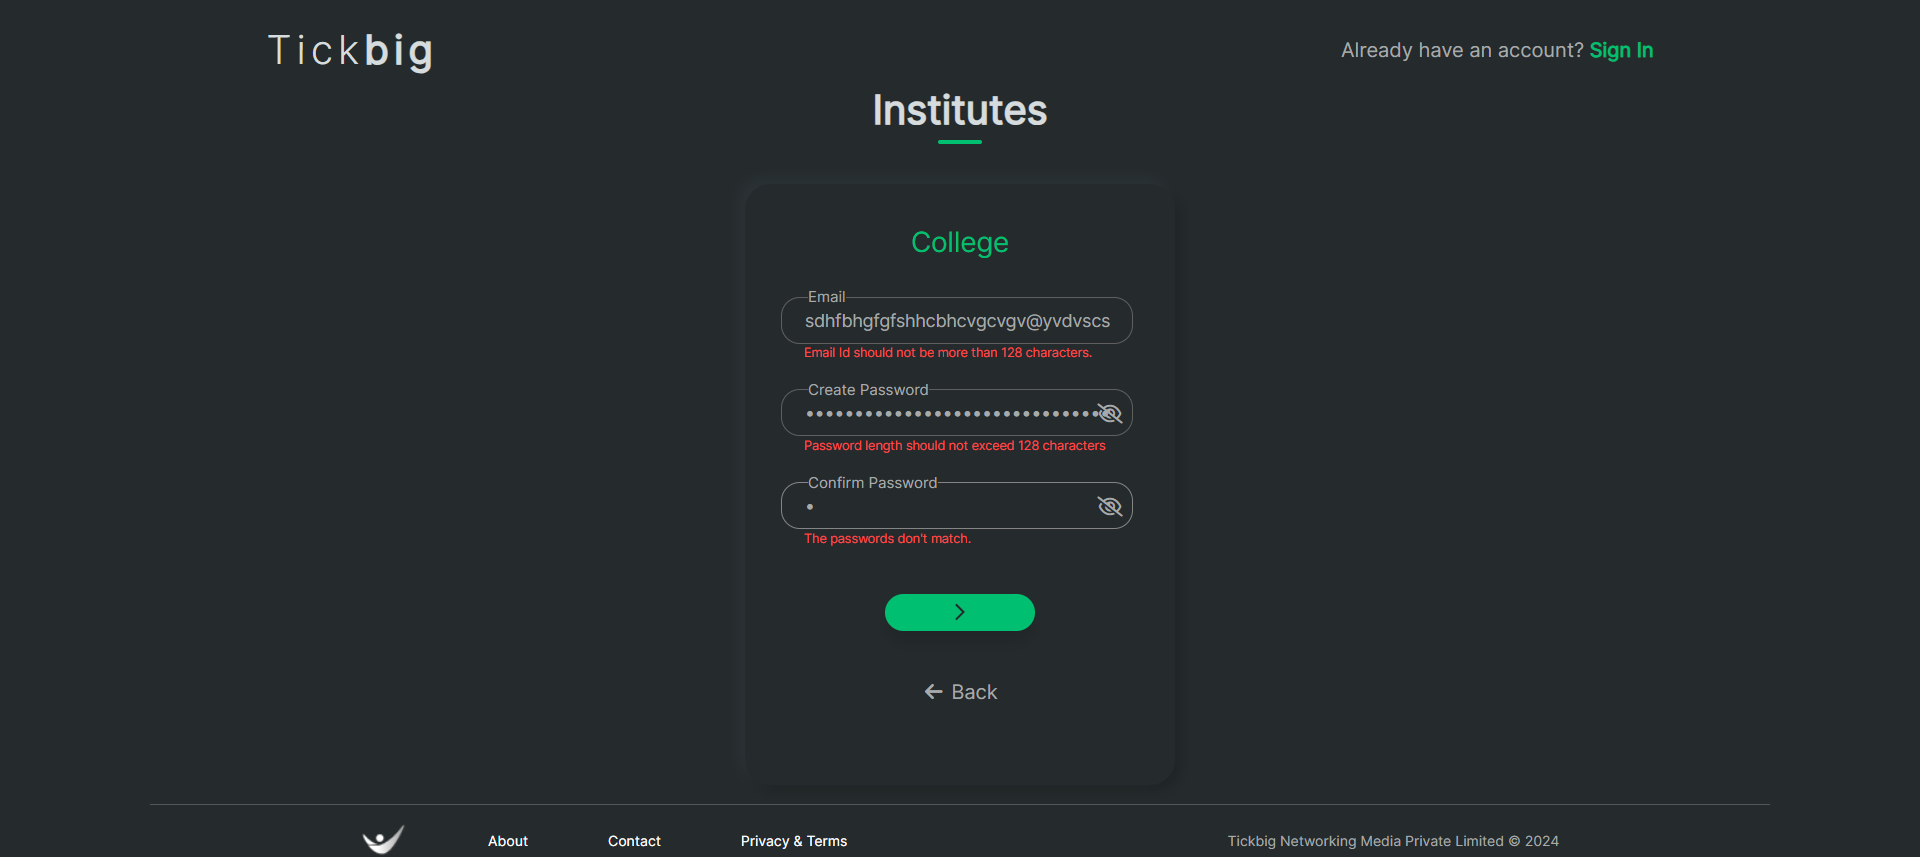 Tickbig
Already have an account? Sign In
Institutes
College
Email
sdhfbhgfgfshhcbhcvgcvgv@yvdvscs
Email Id should not be more than 128 characters.
Create Password
Password length should not exceed 128 characters
Confirm Password
The passwords don't match.
Back
About
Contact
Privacy & Terms
Tickbig Networking Media Private Limited © 2024